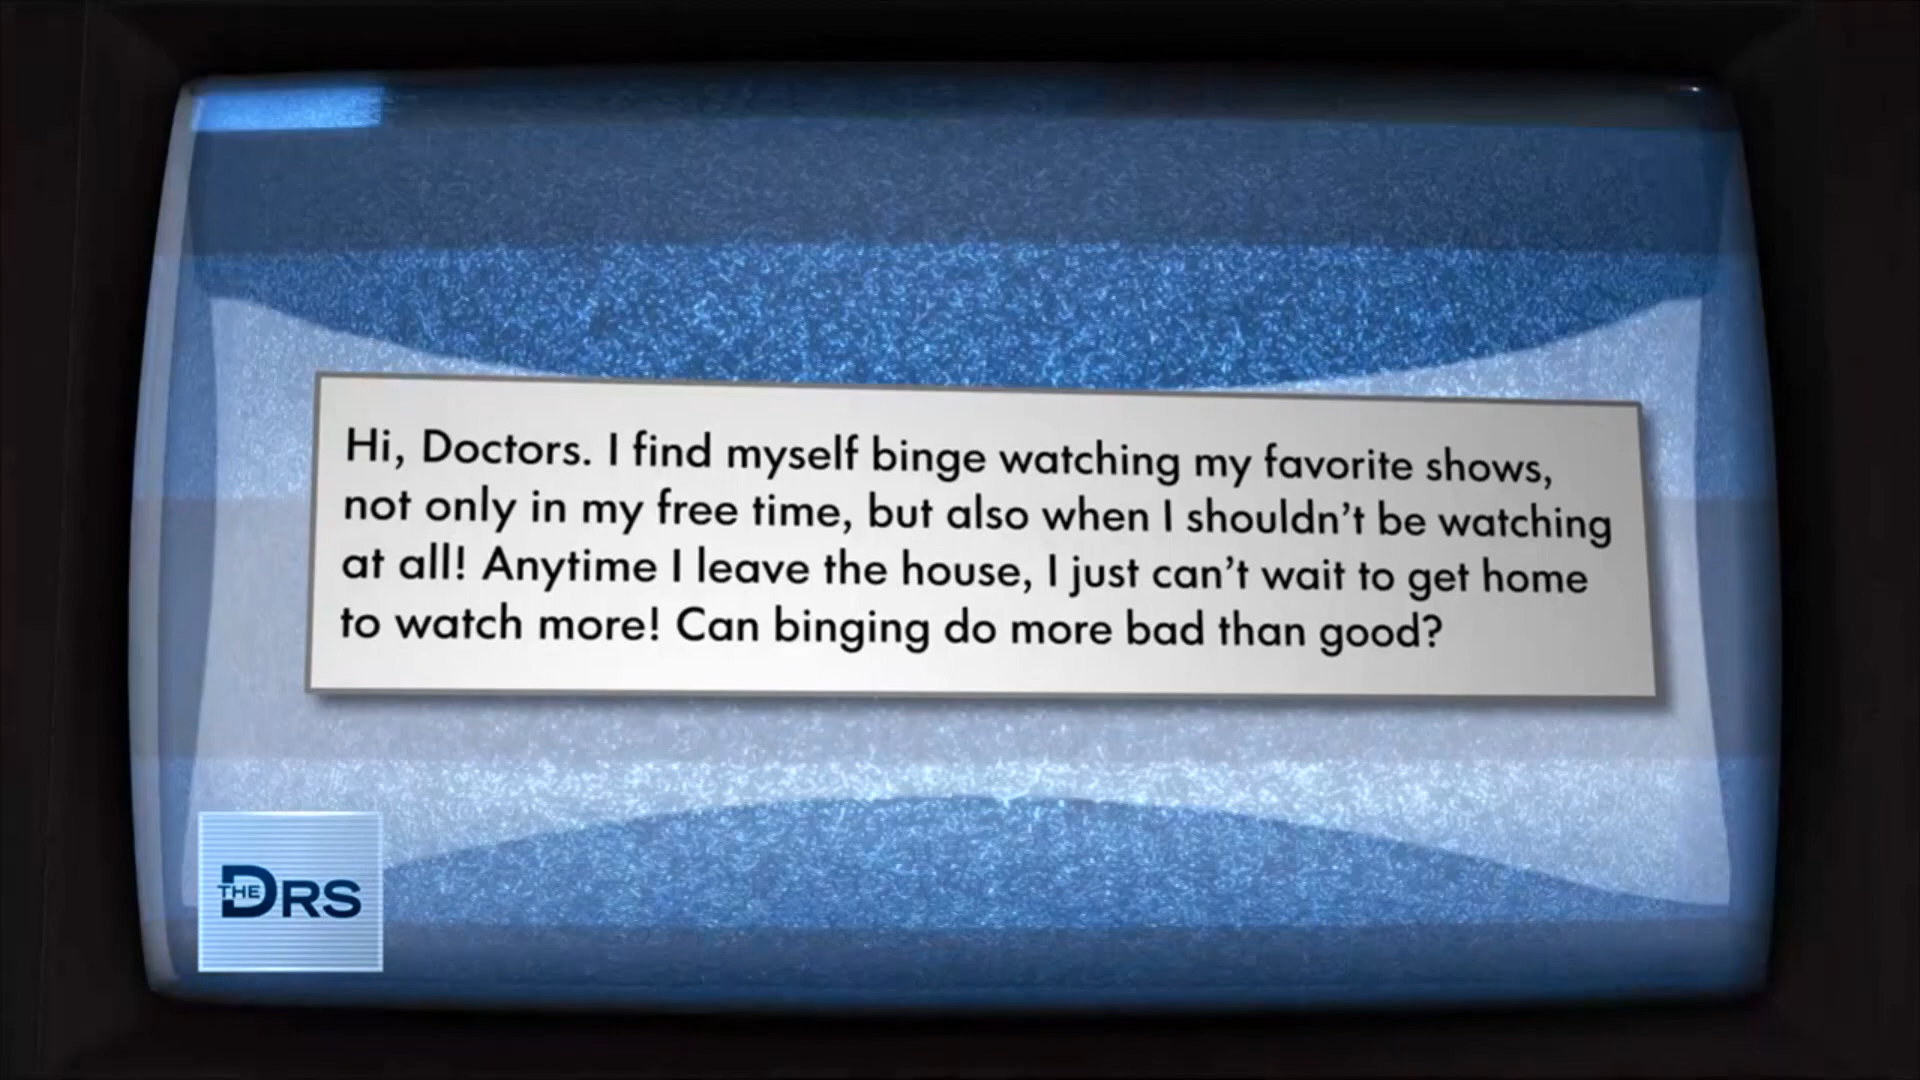 Hi, Doctors. I find myself binge watching my favorite shows,
not only in my free time, but also when I shouldn't be watching
at all! Anytime I leave the house, I just can't wait to get home
to watch more! Can binging do more bad than good?
THE DRS